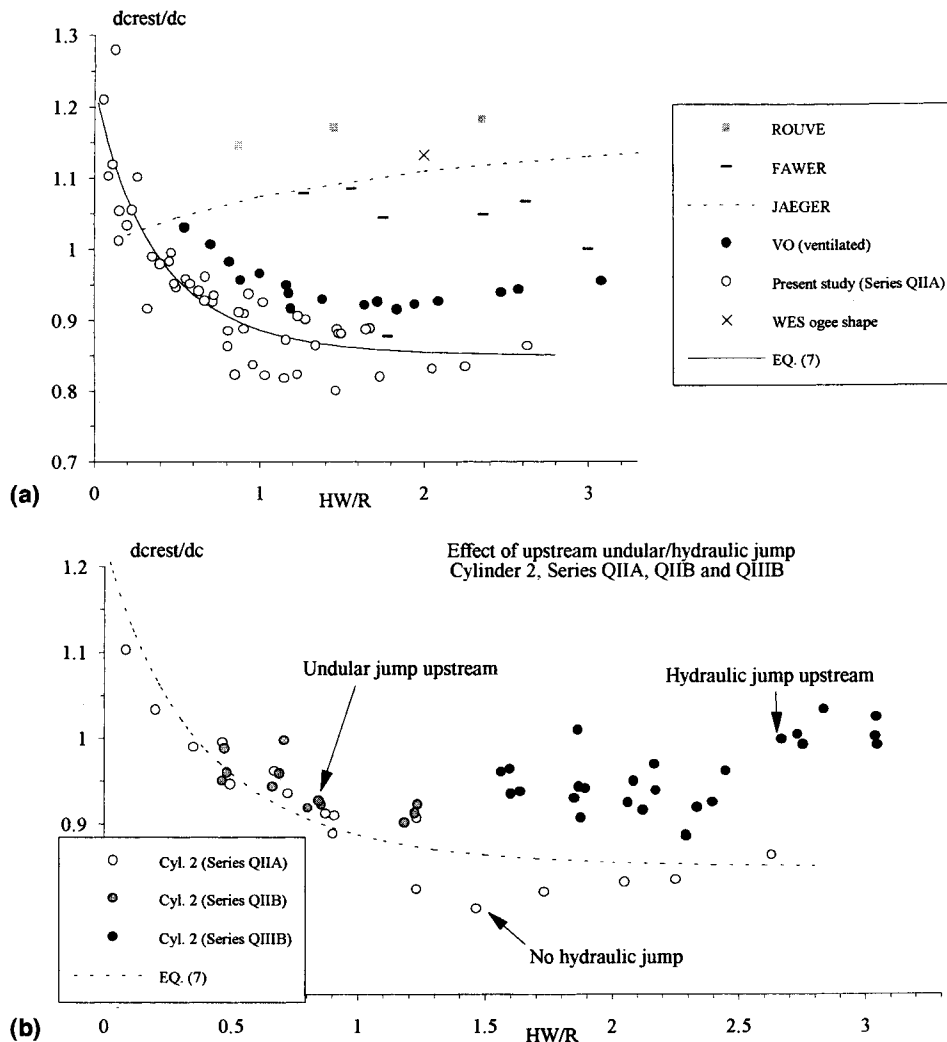 dcrest/dc
1.3
1.2
1.1
1
0.9
0.8
0.7
0
1
2
3
HW/R
(a)
ROUVE
FAWER
JAEGER
VO (ventilated)
Present study (Series QIIA)
WES ogee shape
EQ. (7)
dcrest/dc
Effect of upstream undular/hydraulic jump
Cylinder 2, Series QIIA, QIIB and QIIIB
1.2
1.1
1
0.9
Undular jump upstream
Hydraulic jump upstream
No hydraulic jump
Cyl. 2 (Series QIIA)
Cyl. 2 (Series QIIB)
Cyl. 2 (Series QIIIB)
EQ. (7)
0
0.5
1
1.5
2
2.5
3
HW/R
(b)